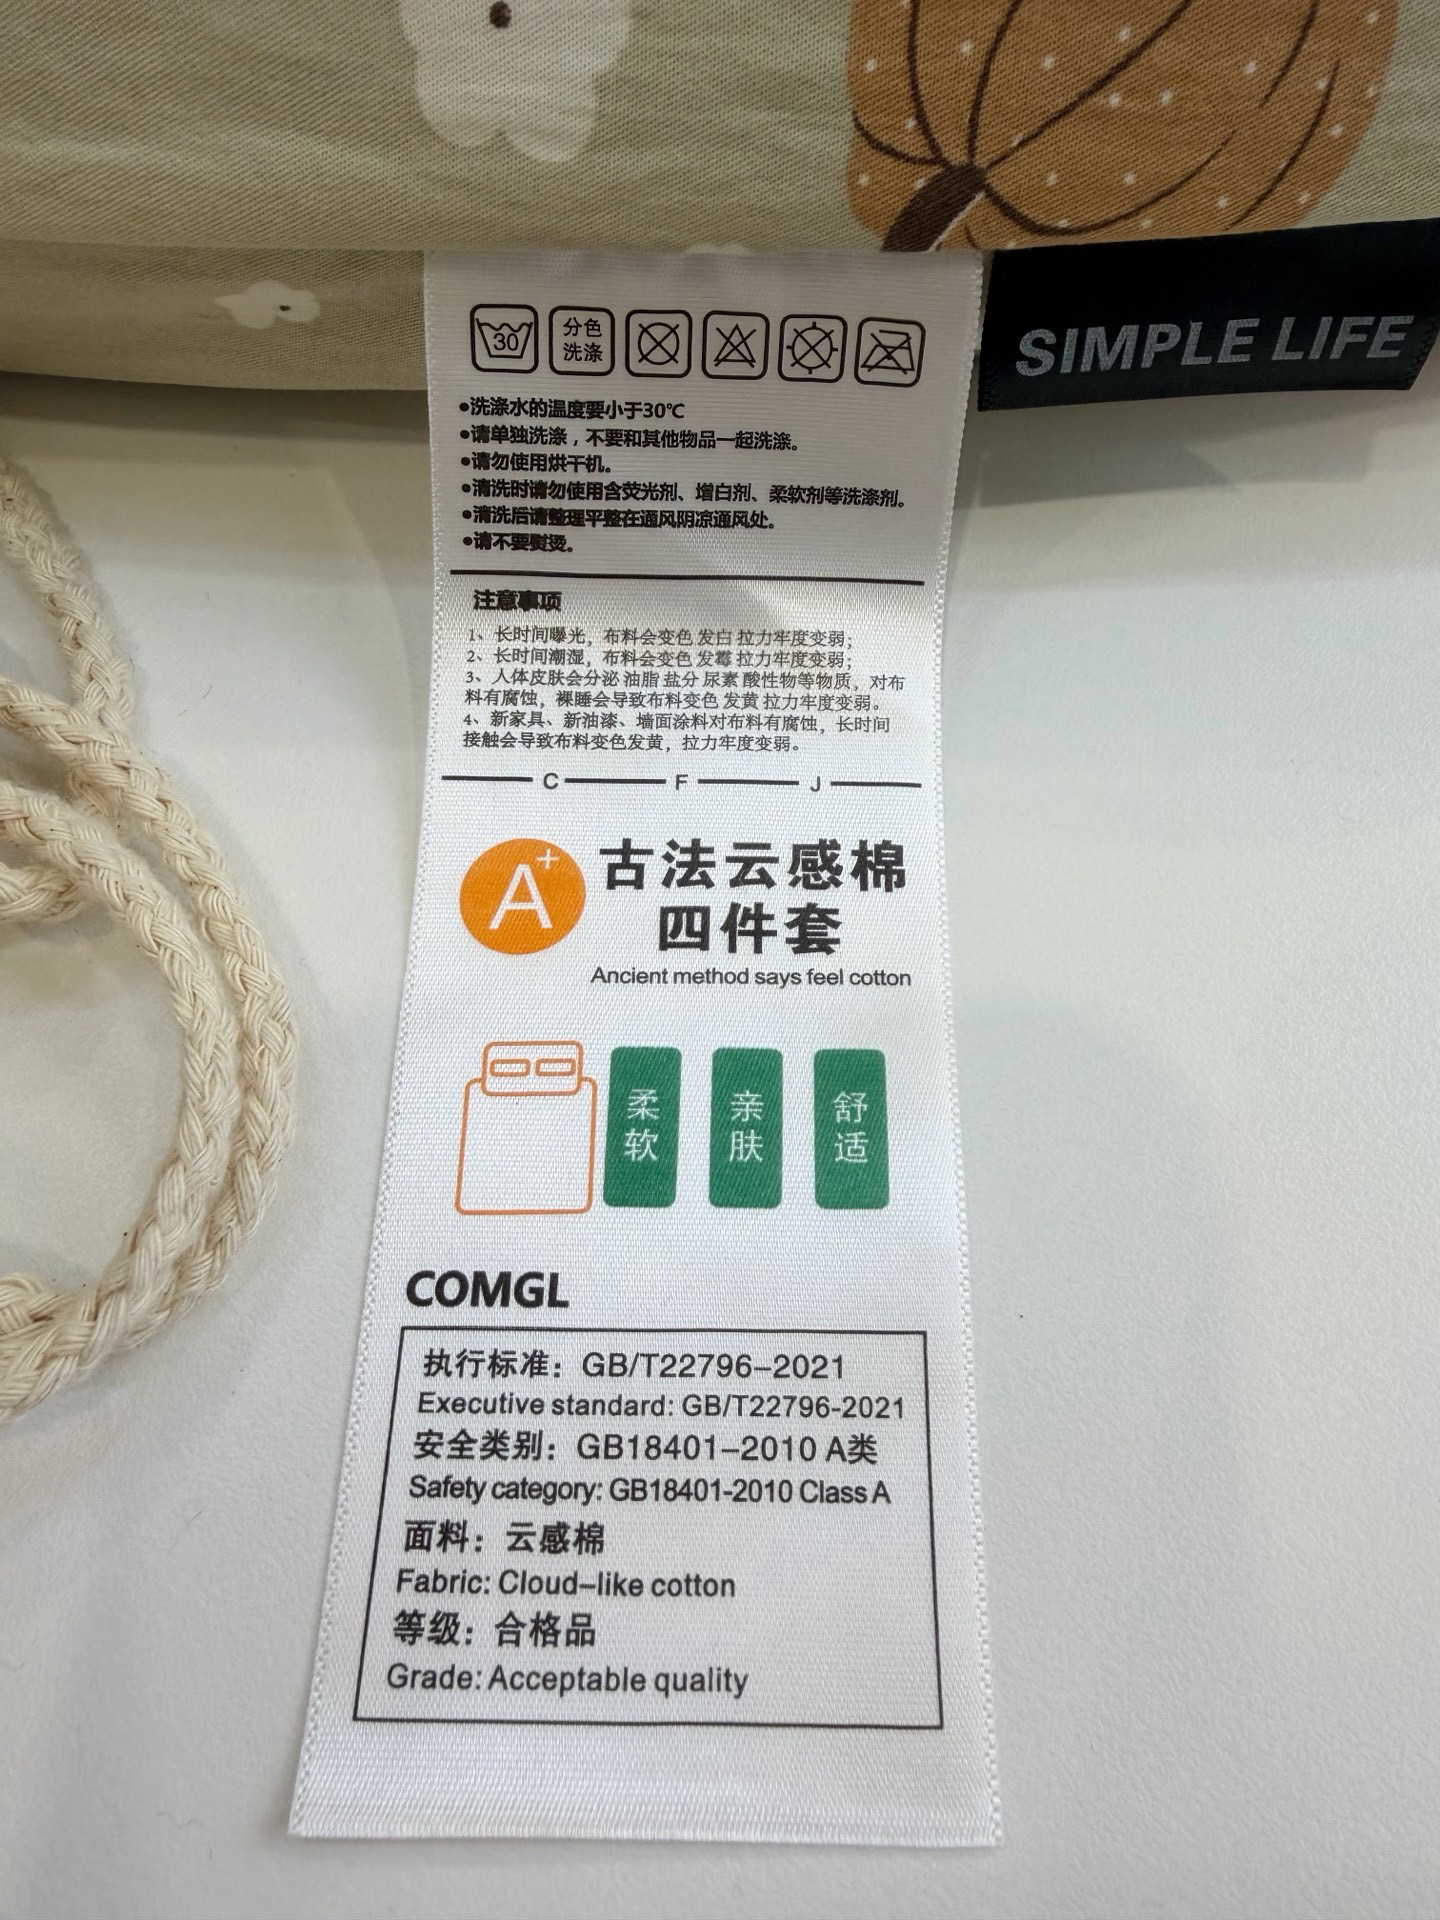 30
分色
洗涤
SIMPLE LIFE
•洗涤水的温度要小于30℃
•请单独洗涤，不要和其他物品一起洗涤。
•请勿使用烘干机。
•清洗时请勿使用含荧光剂、增白剂、柔软剂等洗涤剂。
•清洗后请整理平整在通风阴凉通风处。
•请不要熨烫。
注意事项
1、长时间曝光，布料会变色 发白 拉力牢度变弱；
2、长时间潮湿，布料会变色 发霉 拉力牢度变弱；
3、人体皮肤会分泌 油脂 盐分 尿素 酸性物等物质，对布
料有腐蚀，裸睡会导致布料变色 发黄 拉力牢度变弱。
4、新家具、新油漆、墙面涂料对布料有腐蚀，长时间
接触会导致布料变色发黄，拉力牢度变弱。
C F J
A+
古法云感棉
四件套
Ancient method says feel cotton
柔软
亲肤
舒适
COMGL
执行标准：GB/T22796–2021
Executive standard: GB/T22796-2021
安全类别：GB18401–2010 A类
Safety category: GB18401-2010 Class A
面料：云感棉
Fabric: Cloud–like cotton
等级：合格品
Grade: Acceptable quality